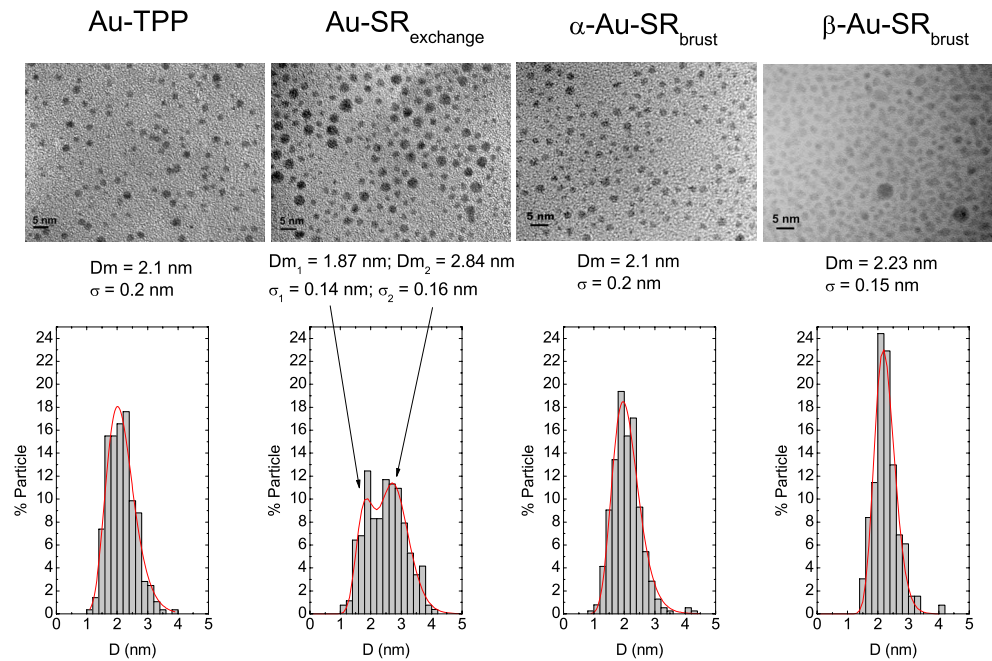 Au-TPP
Au-SRexchange
α-Au-SRbrust
β-Au-SRbrust
5 nm
5 nm
5 nm
5 nm
Dm = 2.1 nm
σ = 0.2 nm
Dm1 = 1.87 nm; Dm2 = 2.84 nm
σ1 = 0.14 nm; σ2 = 0.16 nm
Dm = 2.1 nm
σ = 0.2 nm
Dm = 2.23 nm
σ = 0.15 nm
% Particle
24
22
20
18
16
14
12
10
8
6
4
2
0
0 1 2 3 4 5
D (nm)
% Particle
24
22
20
18
16
14
12
10
8
6
4
2
0
0 1 2 3 4 5
D (nm)
% Particle
24
22
20
18
16
14
12
10
8
6
4
2
0
0 1 2 3 4 5
D (nm)
% Particle
24
22
20
18
16
14
12
10
8
6
4
2
0
0 1 2 3 4 5
D (nm)